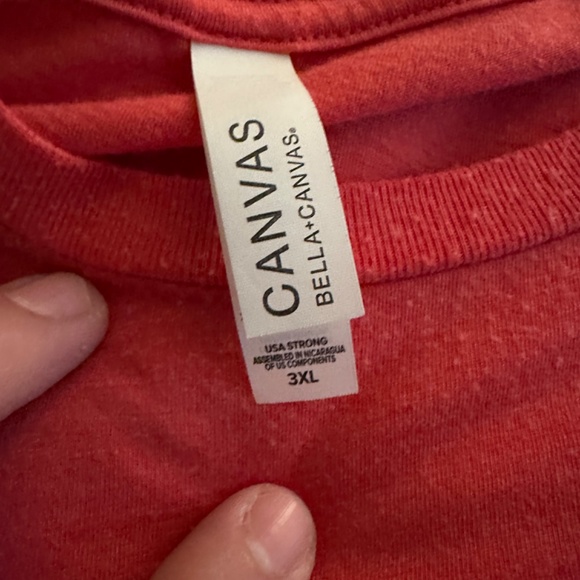 CANVAS
BELLA+CANVAS®
USA STRONG
ASSEMBLED IN NICARAGUA
OF US COMPONENTS
3XL